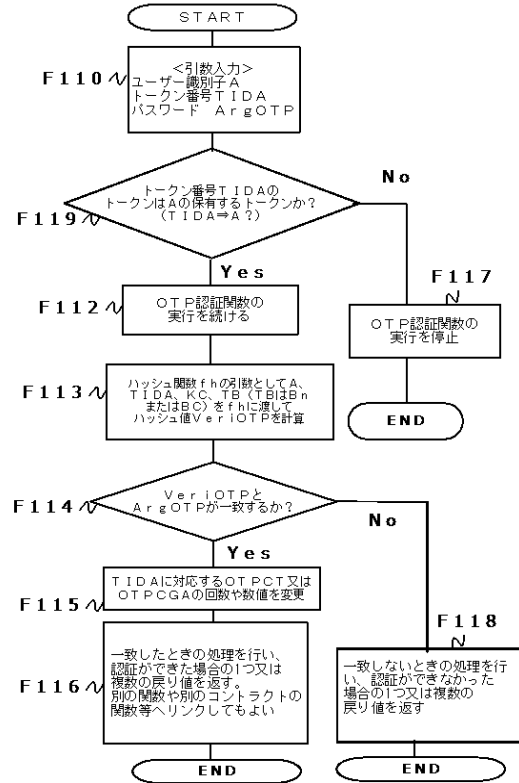 START
F110
<引数入力>
ユーザー識別子A
トークン番号TIDA
パスワード ArgOTP
F119
トークン番号TIDAの
トークンはAの保有するトークンか?
(TIDA⇒A?)
No
Yes
F112
OTP認証関数の
実行を続ける
F117
OTP認証関数の
実行を停止
END
F113
ハッシュ関数fhの引数としてA、
TIDA、KC、TB(TBはBn
またはBC)をfhに渡して
ハッシュ値VeriOTPを計算
F114
VeriOTPと
ArgOTPが一致するか?
No
Yes
F115
TIDAに対応するOTPCT又は
OTPCGAの回数や数値を変更
F116
一致したときの処理を行い、
認証ができた場合の1つ又は
複数の戻り値を返す。
別の関数や別のコントラクトの
関数等へリンクしてもよい
END
F118
一致しないときの処理を行
い、認証ができなかった
場合の1つ又は複数の
戻り値を返す
END